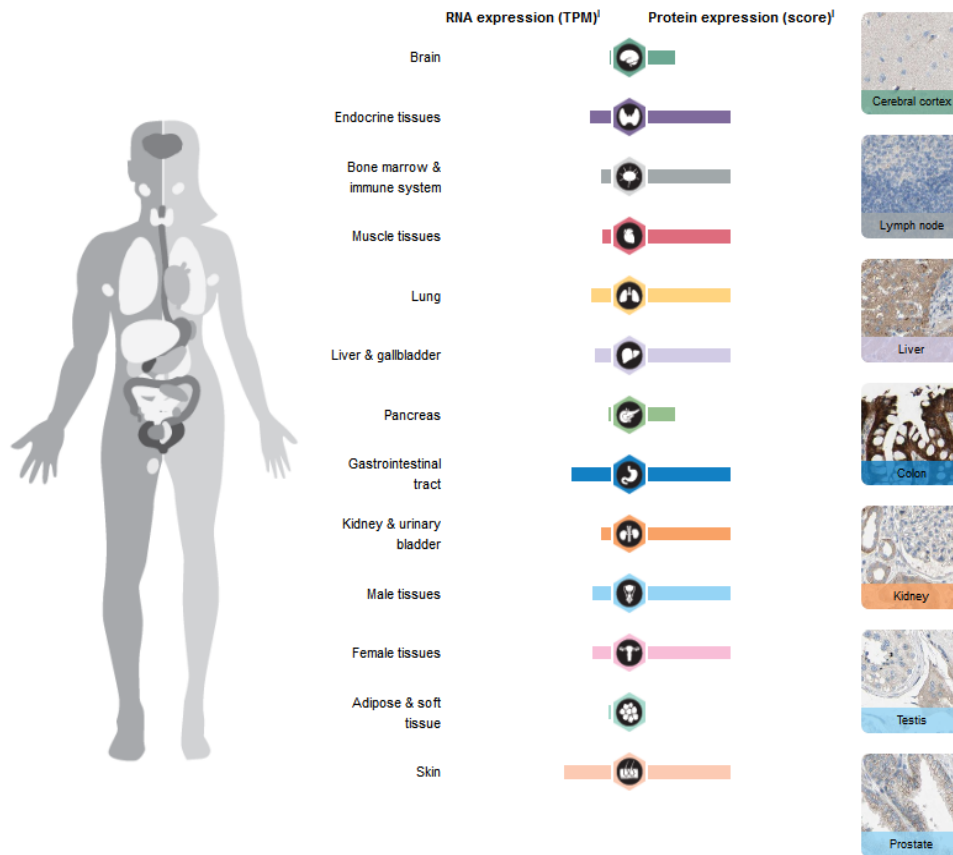 RNA expression (TPM)ⁱ Protein expression (score)ⁱ
Brain
Endocrine tissues
Bone marrow &
immune system
Muscle tissues
Lung
Liver & gallbladder
Pancreas
Gastrointestinal
tract
Kidney & urinary
bladder
Male tissues
Female tissues
Adipose & soft
tissue
Skin
Cerebral cortex
Lymph node
Liver
Colon
Kidney
Testis
Prostate